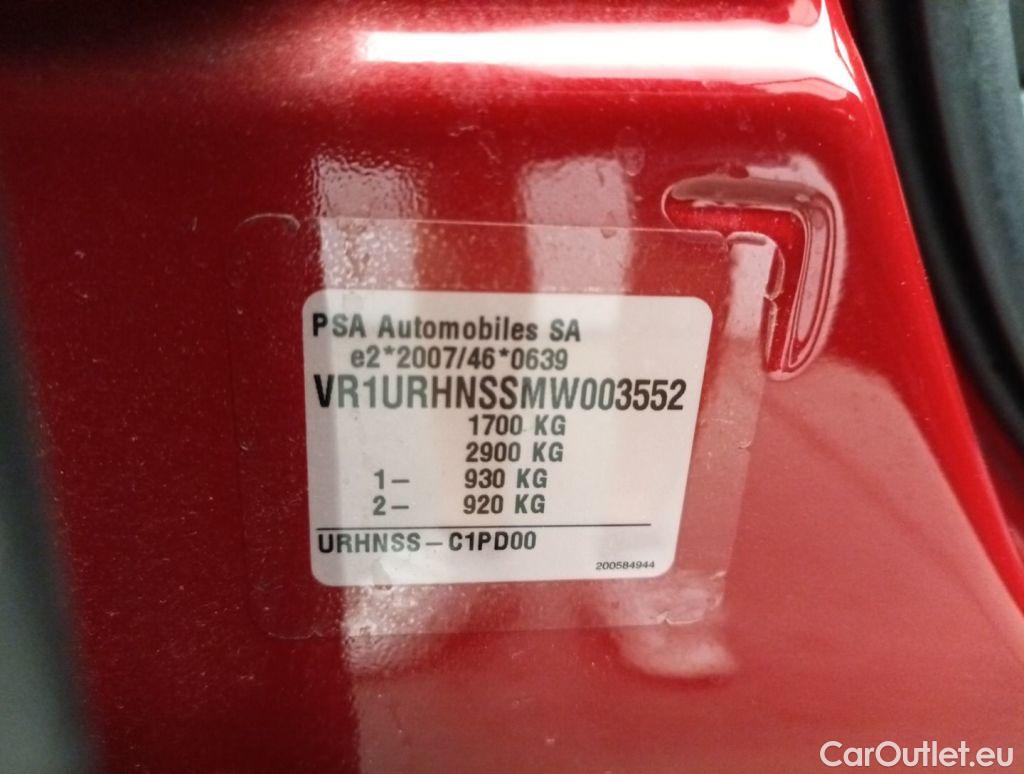 PSA Automobiles SA
e2*2007/46*0639
VR1URHNSSMW003552
1700 KG
2900 KG
1- 930 KG
2- 920 KG
URHNSS-C1PD00
200584944
CarOutlet.eu